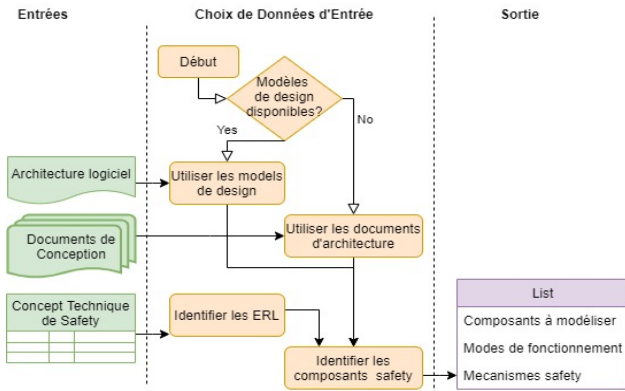 Entrées
Choix de Données d'Entrée
Sortie
Début
Modèles
de design
disponibles?
Yes
No
Architecture logiciel
Utiliser les models
de design
Documents de
Conception
Utiliser les documents
d'architecture
Concept Technique
de Safety
Identifier les ERL
Identifier les
composants safety
List
Composants à modéliser
Modes de fonctionnement
Mecanismes safety